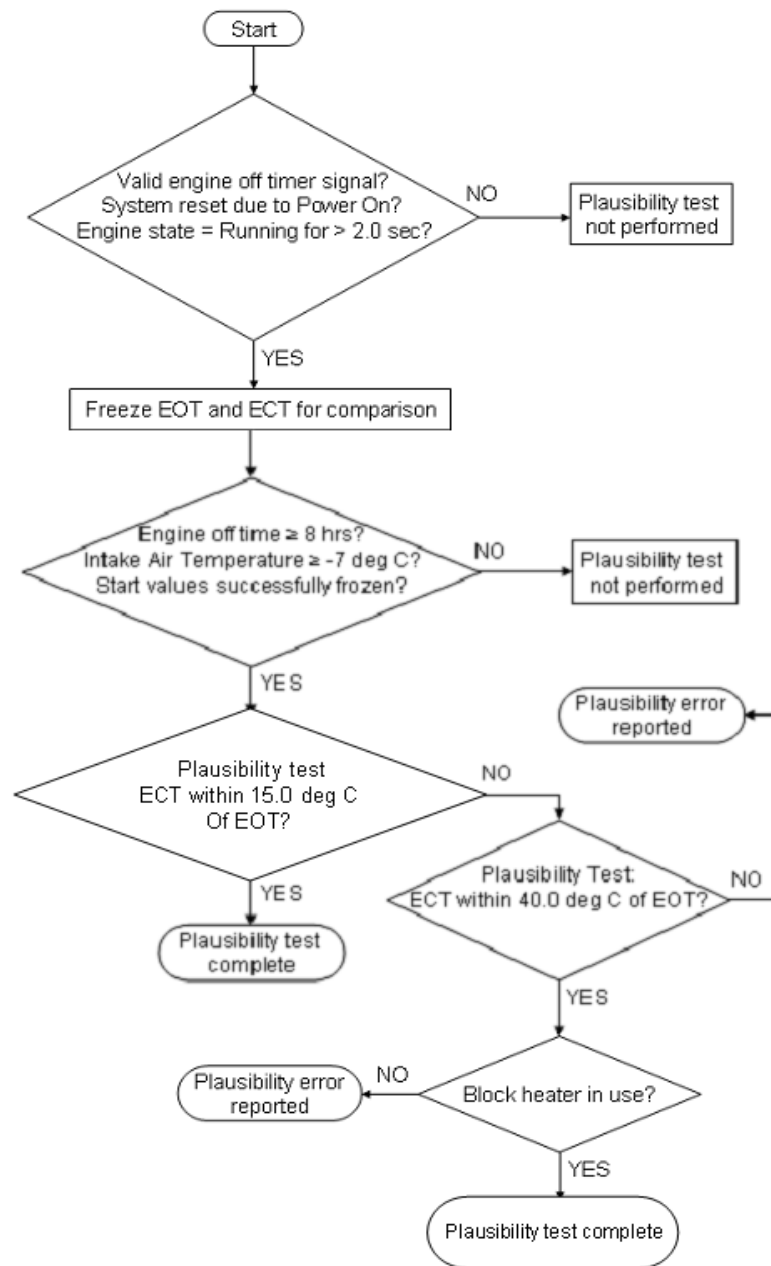 Start
Valid engine off timer signal?
System reset due to Power On?
Engine state = Running for > 2.0 sec?
NO
Plausibility test
not performed
YES
Freeze EOT and ECT for comparison
Engine off time ≥ 8 hrs?
Intake Air Temperature ≥ -7 deg C?
Start values successfully frozen?
NO
Plausibility test
not performed
YES
Plausibility error
reported
Plausibility test
ECT within 15.0 deg C
Of EOT?
NO
YES
Plausibility test
complete
Plausibility Test:
ECT within 40.0 deg C of EOT?
NO
YES
Block heater in use?
NO
Plausibility error
reported
YES
Plausibility test complete